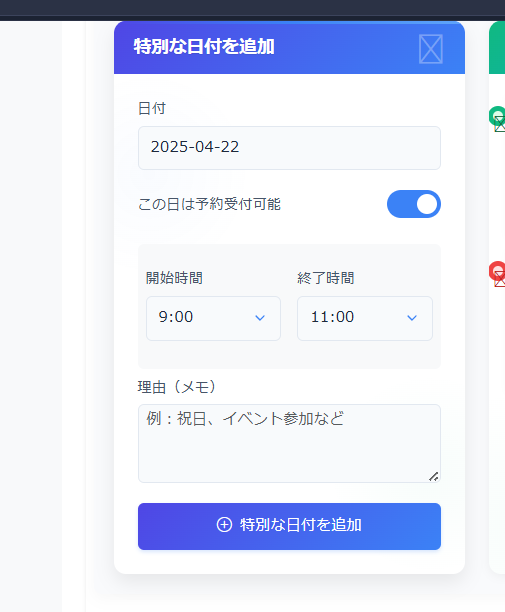 特別な日付を追加
日付
2025-04-22
この日は予約受付可能
開始時間 終了時間
9:00 11:00
理由（メモ）
例：祝日、イベント参加など
特別な日付を追加